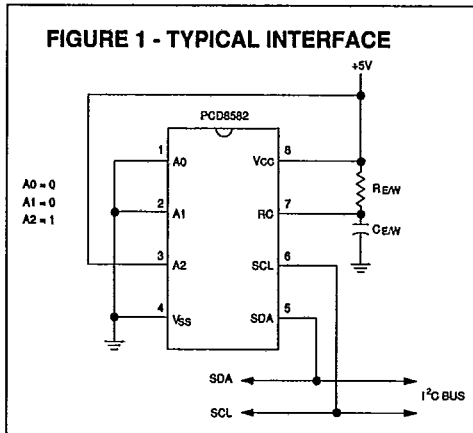 FIGURE 1 - TYPICAL INTERFACE
+5V
PCD8582
1 A0 VCC 8
A0 = 0
A1 = 0
A2 = 1
RE/W
2 A1 RC 7
CE/W
3 A2 SCL 6
4 VSS SDA 5
SDA
I²C BUS
SCL